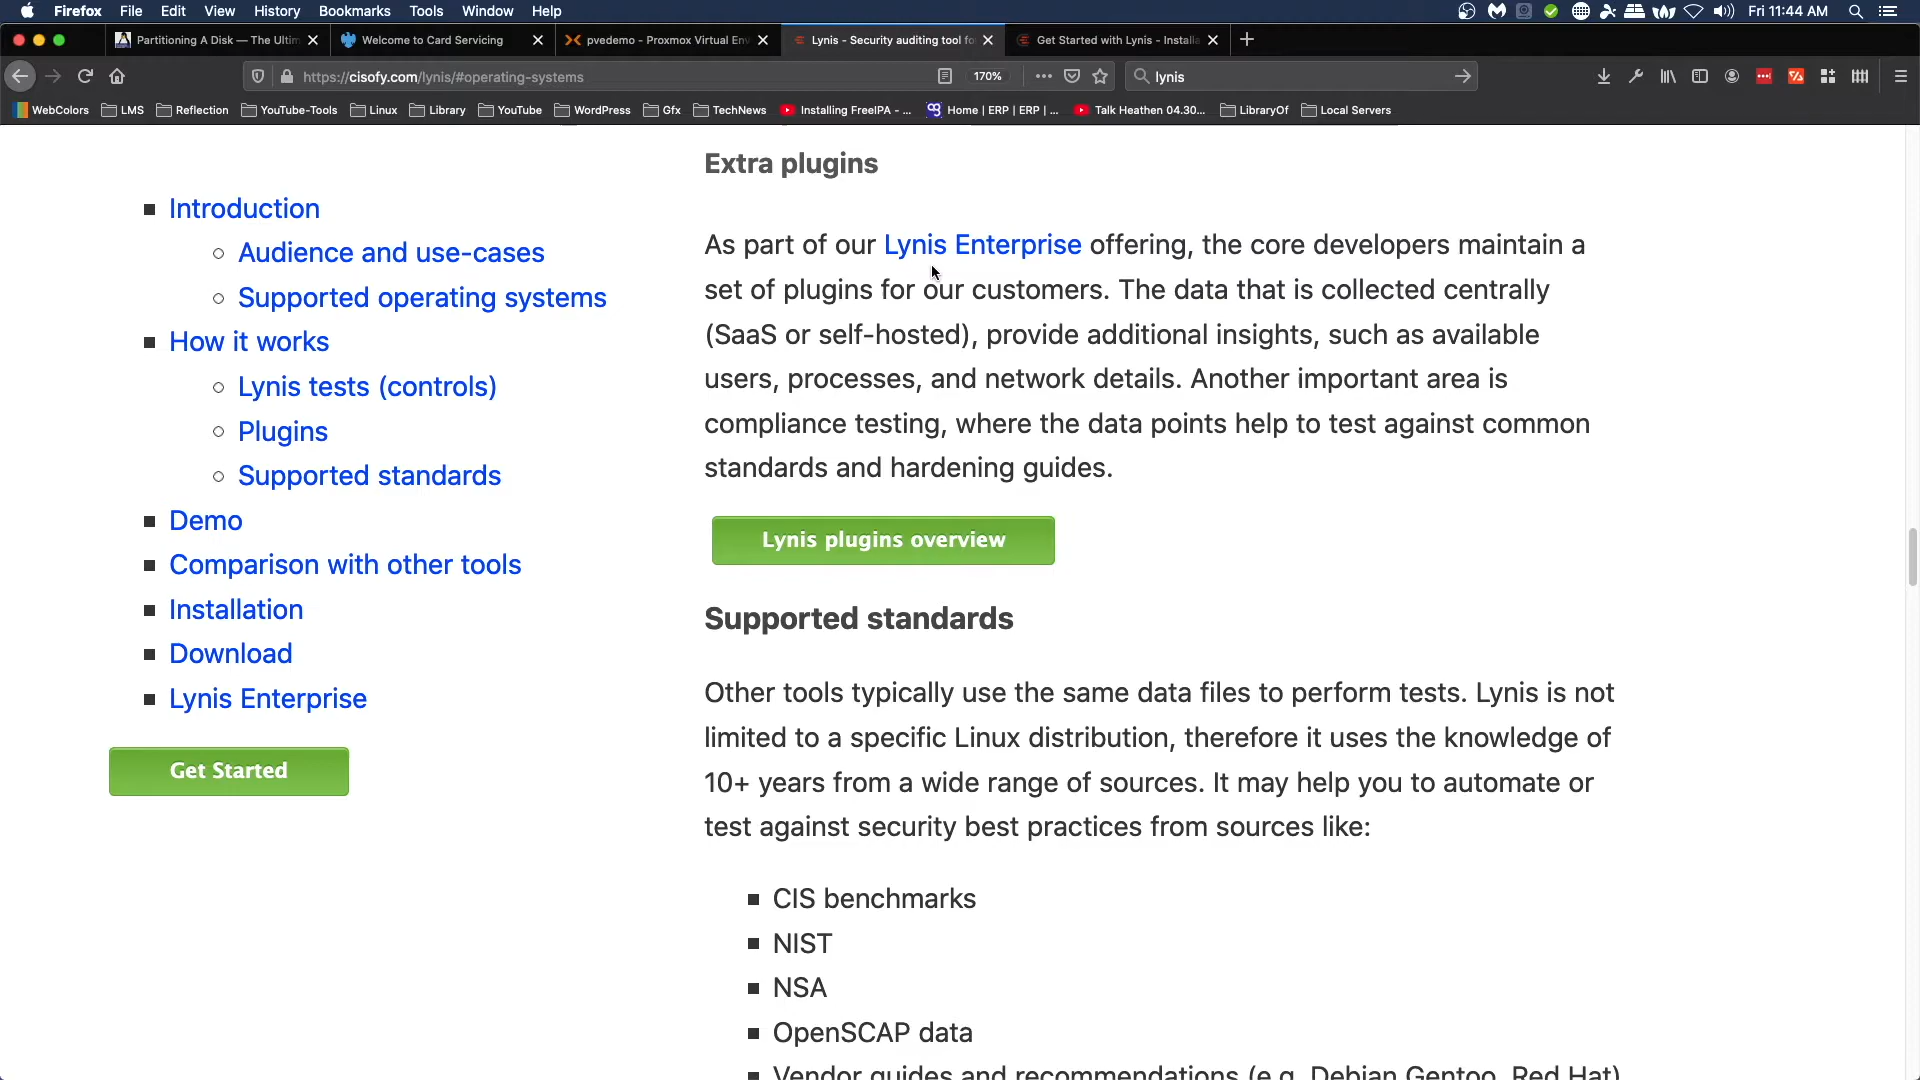 Firefox File Edit View History Bookmarks Tools Window Help Fri 11:44 AM
Partitioning A Disk — The Ultim Welcome to Card Servicing pvedemo - Proxmox Virtual Env Lynis - Security auditing tool fo Get Started with Lynis - Installa
https://cisofy.com/lynis/#operating-systems 170% lynis
WebColors LMS Reflection YouTube-Tools Linux Library YouTube WordPress Gfx TechNews Installing FreeIPA - ... Home | ERP | ERP | ... Talk Heathen 04.30... LibraryOf Local Servers
Introduction
Audience and use-cases
Supported operating systems
How it works
Lynis tests (controls)
Plugins
Supported standards
Demo
Comparison with other tools
Installation
Download
Lynis Enterprise
Get Started
Extra plugins
As part of our Lynis Enterprise offering, the core developers maintain a
set of plugins for our customers. The data that is collected centrally
(SaaS or self-hosted), provide additional insights, such as available
users, processes, and network details. Another important area is
compliance testing, where the data points help to test against common
standards and hardening guides.
Lynis plugins overview
Supported standards
Other tools typically use the same data files to perform tests. Lynis is not
limited to a specific Linux distribution, therefore it uses the knowledge of
10+ years from a wide range of sources. It may help you to automate or
test against security best practices from sources like:
CIS benchmarks
NIST
NSA
OpenSCAP data
Vendor guides and recommendations (e.g. Debian Gentoo, Red Hat)